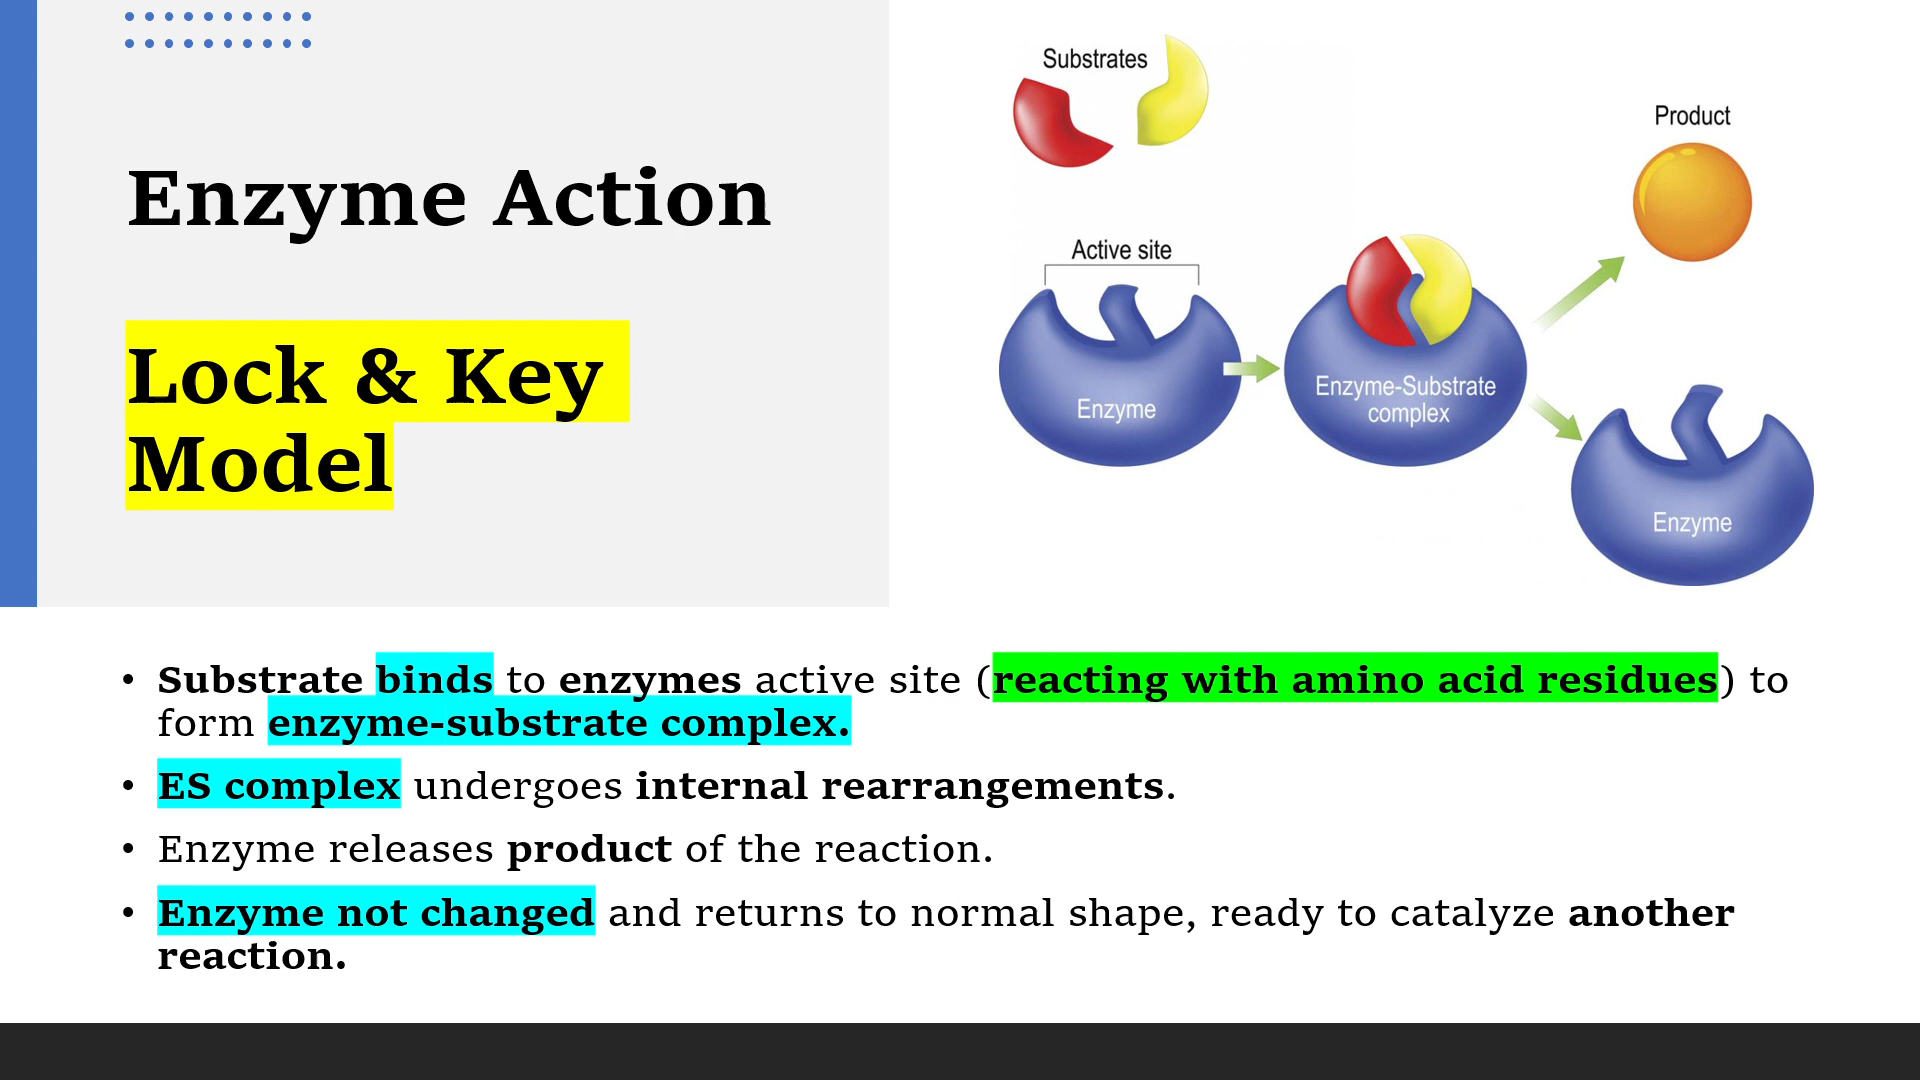 Enzyme Action
Lock & Key
Model
Substrates
Product
Active site
Enzyme
Enzyme-Substrate
complex
Enzyme
• Substrate binds to enzymes active site (reacting with amino acid residues) to
form enzyme-substrate complex.
• ES complex undergoes internal rearrangements.
• Enzyme releases product of the reaction.
• Enzyme not changed and returns to normal shape, ready to catalyze another
reaction.